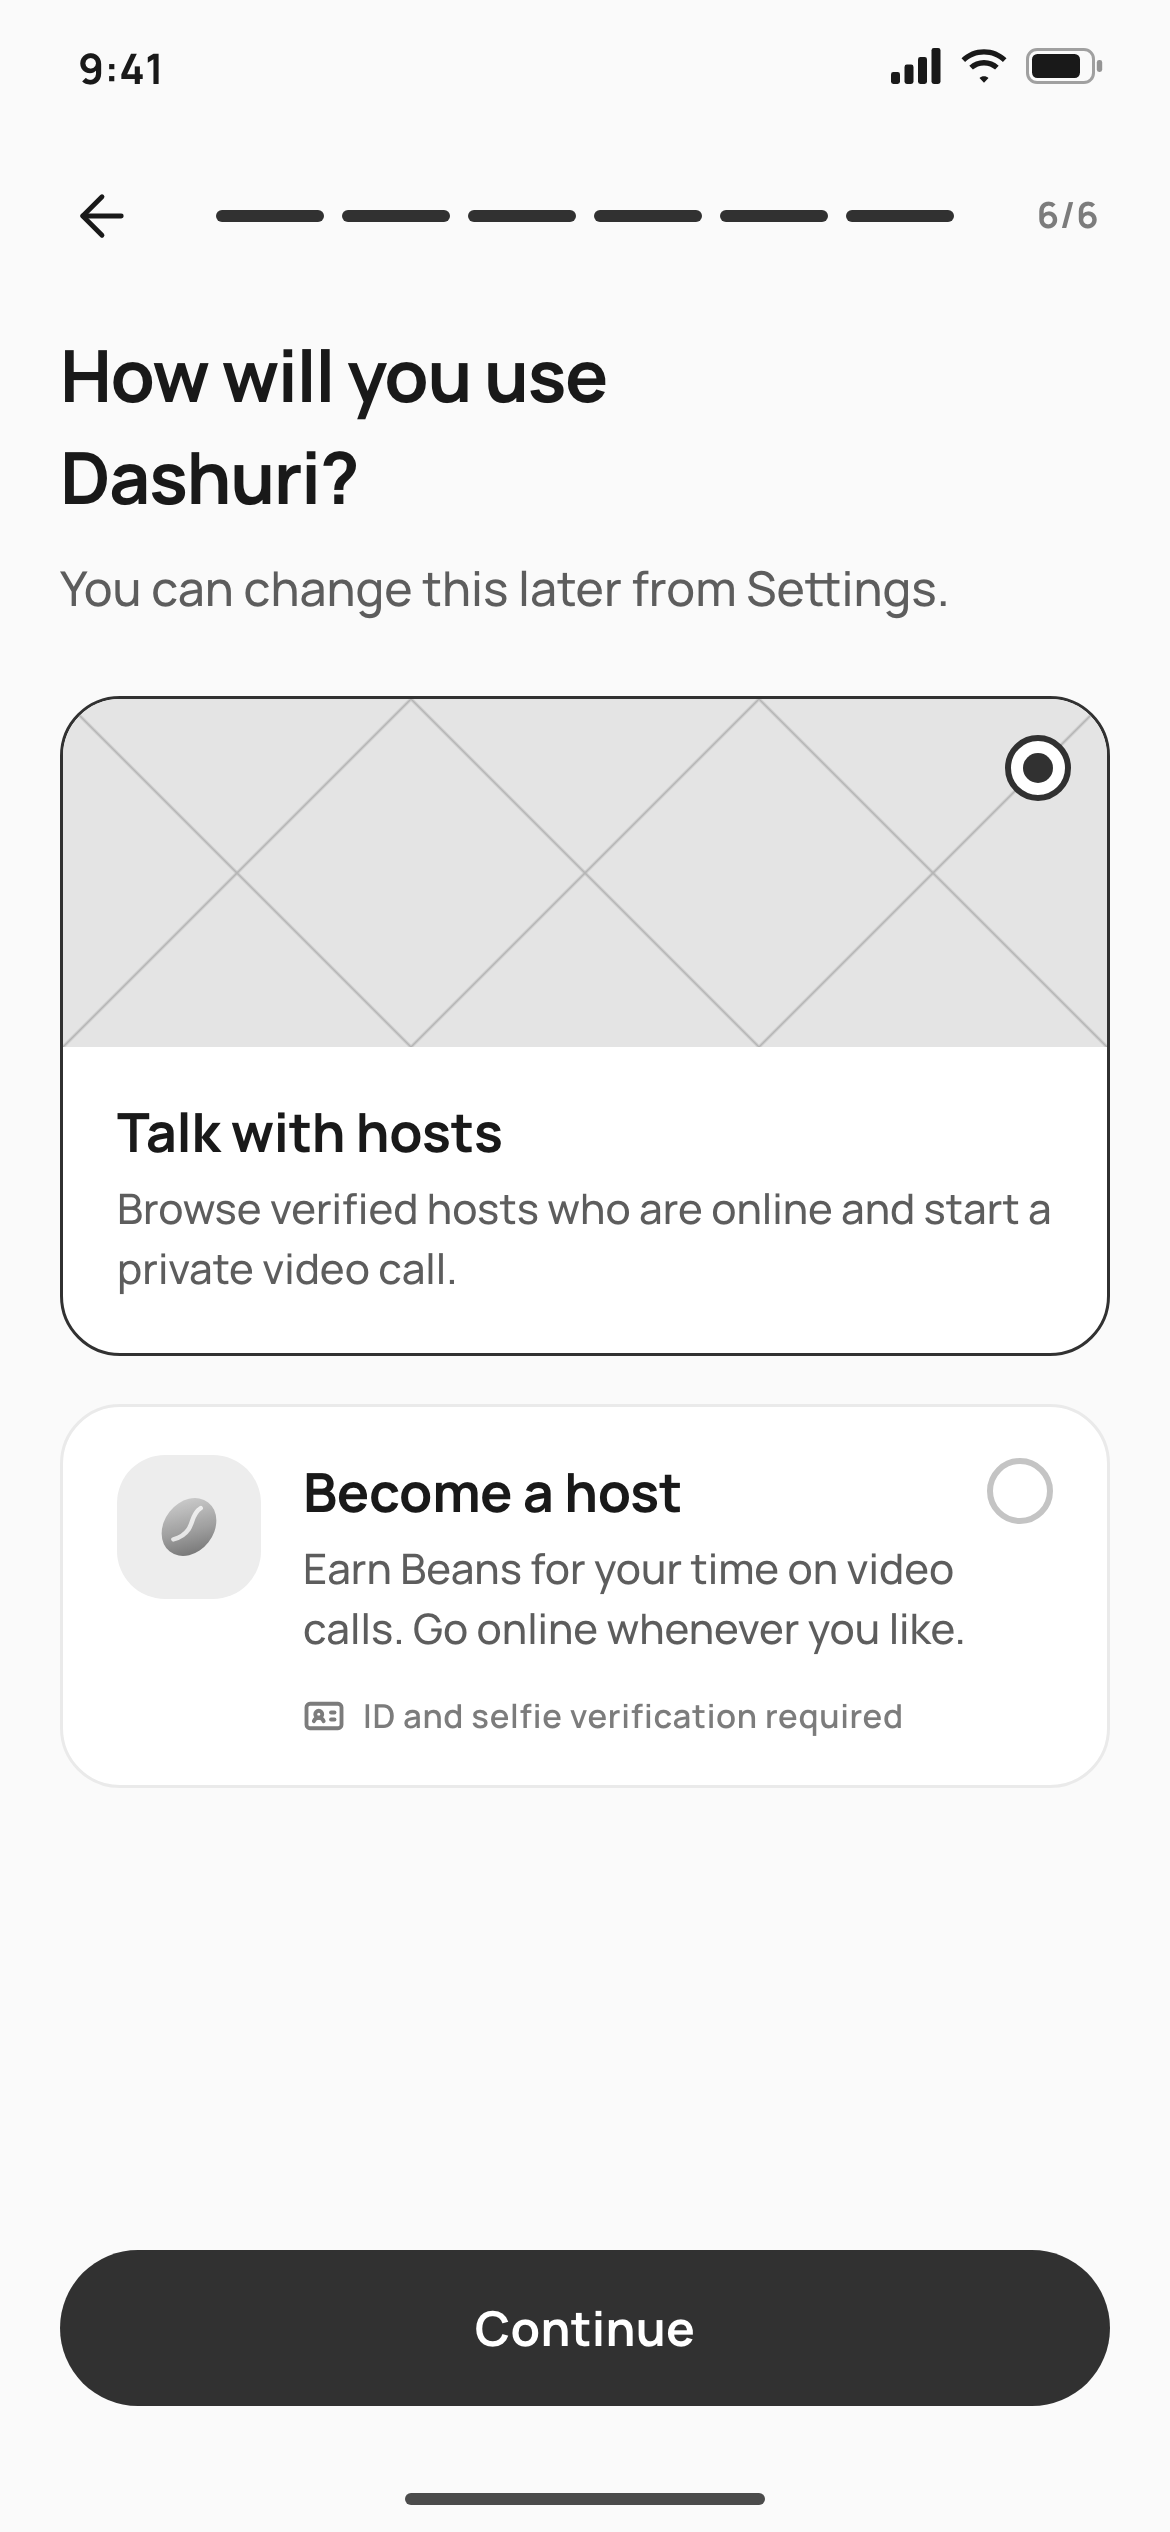 9:41
6/6
How will you use
Dashuri?
You can change this later from Settings.
Talk with hosts
Browse verified hosts who are online and start a
private video call.
Become a host
Earn Beans for your time on video
calls. Go online whenever you like.
ID and selfie verification required
Continue